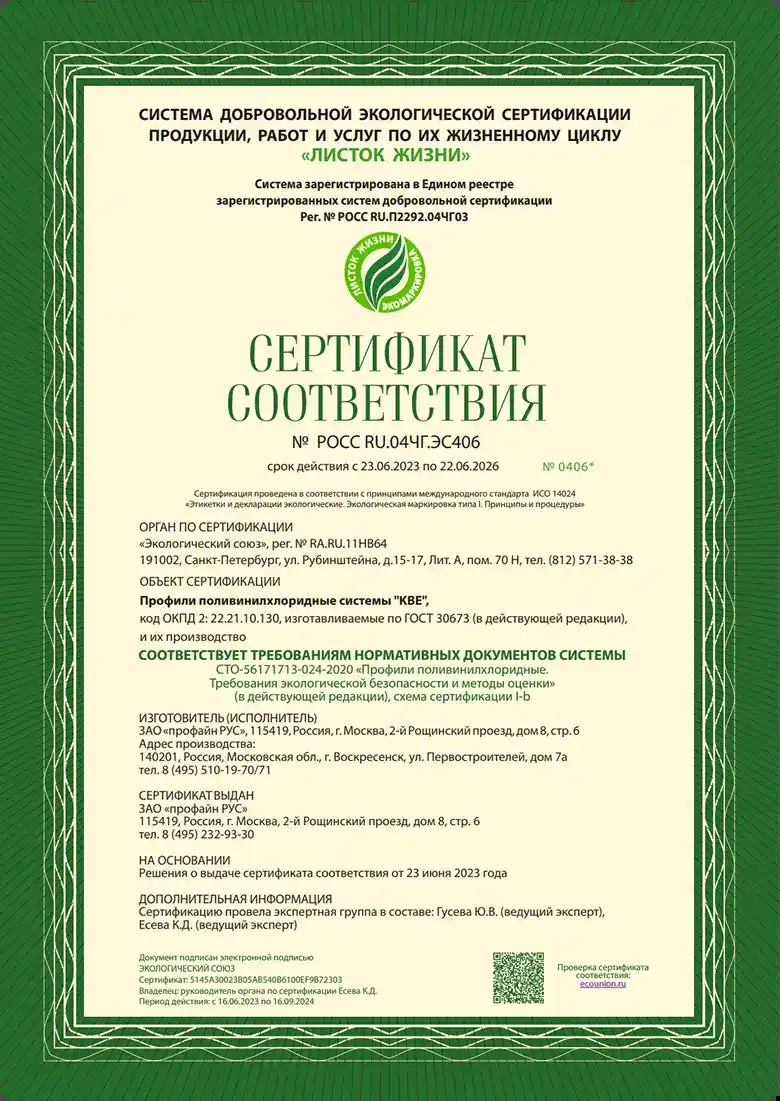 СИСТЕМА ДОБРОВОЛЬНОЙ ЭКОЛОГИЧЕСКОЙ СЕРТИФИКАЦИИ
ПРОДУКЦИИ, РАБОТ И УСЛУГ ПО ИХ ЖИЗНЕННОМУ ЦИКЛУ
«ЛИСТОК ЖИЗНИ»
Система зарегистрирована в Едином реестре
зарегистрированных систем добровольной сертификации
Рег. № РОСС RU.П2292.04ЧГ03
ЛИСТОК ЖИЗНИ
ЭКОМАРКИРОВКА
СЕРТИФИКАТ
СООТВЕТСТВИЯ
№ РОСС RU.04ЧГ.ЭС406
срок действия с 23.06.2023 по 22.06.2026
№ 0406*
Сертификация проведена в соответствии с принципами международного стандарта ИСО 14024
«Этикетки и декларации экологические. Экологическая маркировка типа I. Принципы и процедуры»
ОРГАН ПО СЕРТИФИКАЦИИ
«Экологический союз», рег. № RA.RU.11НВ64
191002, Санкт-Петербург, ул. Рубинштейна, д.15-17, Лит. А, пом. 70 Н, тел. (812) 571-38-38
ОБЪЕКТ СЕРТИФИКАЦИИ
Профили поливинилхлоридные системы "КВЕ",
код ОКПД 2: 22.21.10.130, изготавливаемые по ГОСТ 30673 (в действующей редакции),
и их производство
СООТВЕТСТВУЕТ ТРЕБОВАНИЯМ НОРМАТИВНЫХ ДОКУМЕНТОВ СИСТЕМЫ
СТО-56171713-024-2020 «Профили поливинилхлоридные.
Требования экологической безопасности и методы оценки»
(в действующей редакции), схема сертификации I-b
ИЗГОТОВИТЕЛЬ (ИСПОЛНИТЕЛЬ)
ЗАО «профайн РУС», 115419, Россия, г. Москва, 2-й Рощинский проезд, дом 8, стр. 6
Адрес производства:
140201, Россия, Московская обл., г. Воскресенск, ул. Первостроителей, дом 7а
тел. 8 (495) 510-19-70/71
СЕРТИФИКАТ ВЫДАН
ЗАО «профайн РУС»
115419, Россия, г. Москва, 2-й Рощинский проезд, дом 8, стр. 6
тел. 8 (495) 232-93-30
НА ОСНОВАНИИ
Решения о выдаче сертификата соответствия от 23 июня 2023 года
ДОПОЛНИТЕЛЬНАЯ ИНФОРМАЦИЯ
Сертификацию провела экспертная группа в составе: Гусева Ю.В. (ведущий эксперт),
Есева К.Д. (ведущий эксперт)
Документ подписан электронной подписью
ЭКОЛОГИЧЕСКИЙ СОЮЗ
Сертификат: 5145A30023B05AB540B6100EF9B72303
Владелец: руководитель органа по сертификации Есева К.Д.
Период действия: с 16.06.2023 по 16.09.2024
Проверка сертификата
соответствия:
ecounion.ru